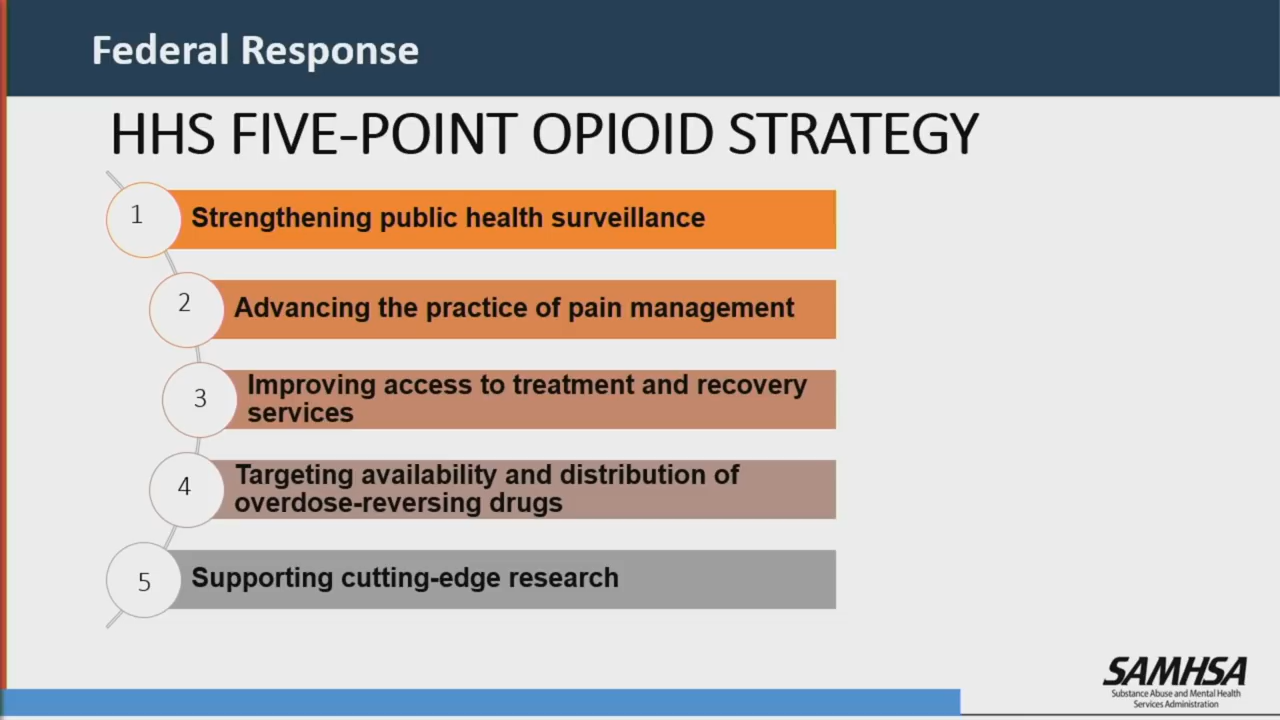 Federal Response
HHS FIVE-POINT OPIOID STRATEGY
1
Strengthening public health surveillance
2
Advancing the practice of pain management
3
Improving access to treatment and recovery
services
4
Targeting availability and distribution of
overdose-reversing drugs
5
Supporting cutting-edge research
SAMHSA
Substance Abuse and Mental Health
Services Administration